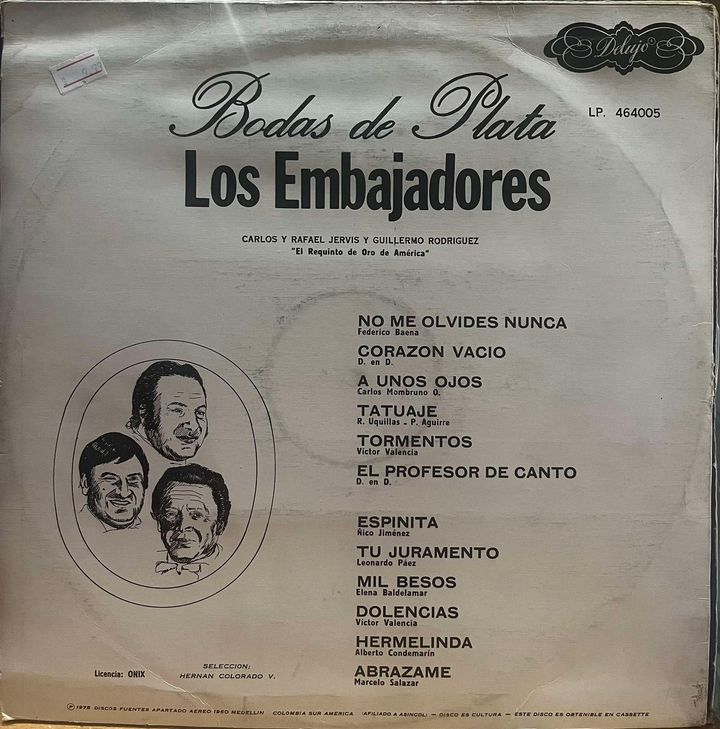 Delujo
Bodas de Plata
LP. 464005
Los Embajadores
CARLOS Y RAFAEL JERVIS Y GUILLERMO RODRIGUEZ
"El Requinto de Oro de América"
NO ME OLVIDES NUNCA
Federico Baena
CORAZON VACIO
D. en D.
A UNOS OJOS
Carlos Mombruno O.
TATUAJE
R. Uquillas - P. Aguirre
TORMENTOS
Víctor Valencia
EL PROFESOR DE CANTO
D. en D.
ESPINITA
Ñico Jiménez
TU JURAMENTO
Leonardo Páez
MIL BESOS
Elena Baldelamar
DOLENCIAS
Víctor Valencia
HERMELINDA
Alberto Condemarín
ABRAZAME
Marcelo Salazar
Licencia: ONIX
SELECCION:
HERNAN COLORADO V.
℗ 1978 DISCOS FUENTES APARTADO AEREO 1960 MEDELLIN COLOMBIA SUR AMERICA (AFILIADO A ASINCOL) — DISCO ES CULTURA — ESTE DISCO ES OBTENIBLE EN CASSETTE